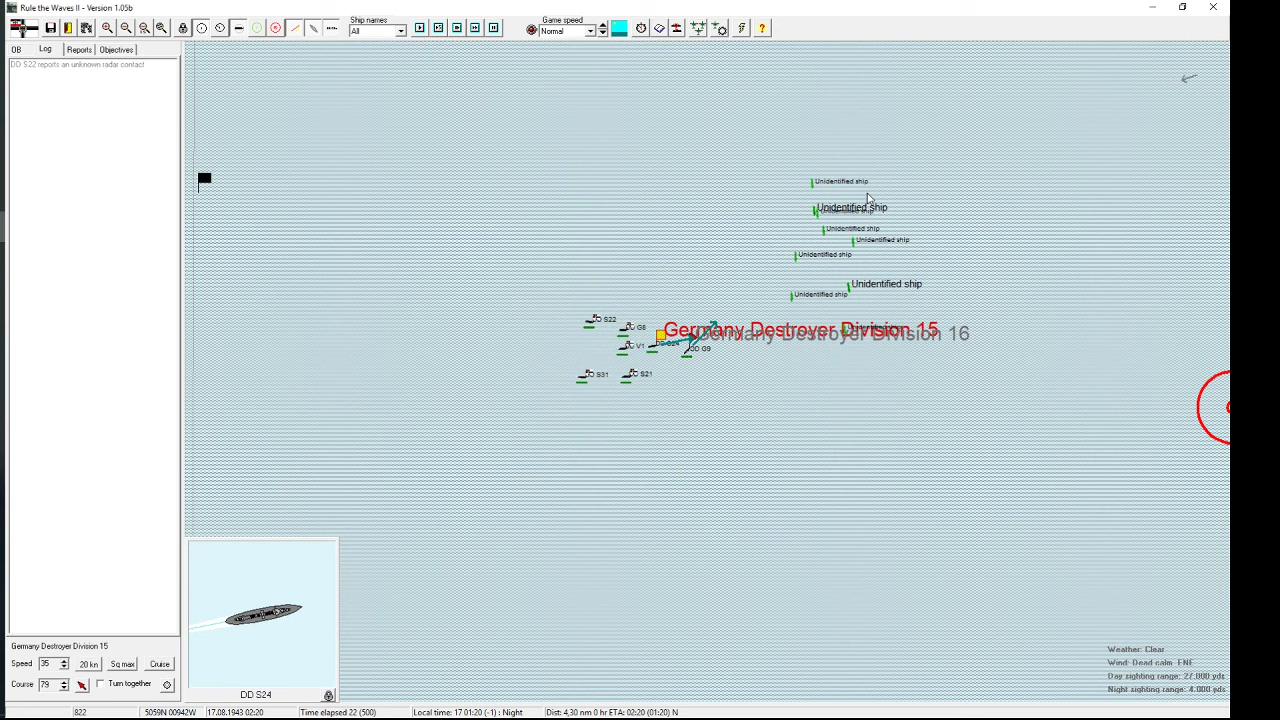 Rule the Waves II - Version 1.05b
Ship names
All
Game speed
Normal
OB Log Reports Objectives
DD S22 reports an unknown radar contact
Unidentified ship
Unidentified ship
Unidentified ship
Unidentified ship
Unidentified ship
Unidentified ship
Unidentified ship
Germany Destroyer Division 15
Germany Destroyer Division 16
S22
G8
V1
DD G9
S31
S21
DD S24
Germany Destroyer Division 15
Speed 35 20 kn Sq max Cruise
Course 79 Turn together
Weather: Clear
Wind: Dead calm ENE
Day sighting range: 27.000 yds
Night sighting range: 4.000 yds
822 5059N 00942W 17.08.1943 02:20 Time elapsed 22 (500) Local time: 17 01:20 (-1) : Night Dist: 4,30 nm 0 hr ETA: 02:20 (01:20) N